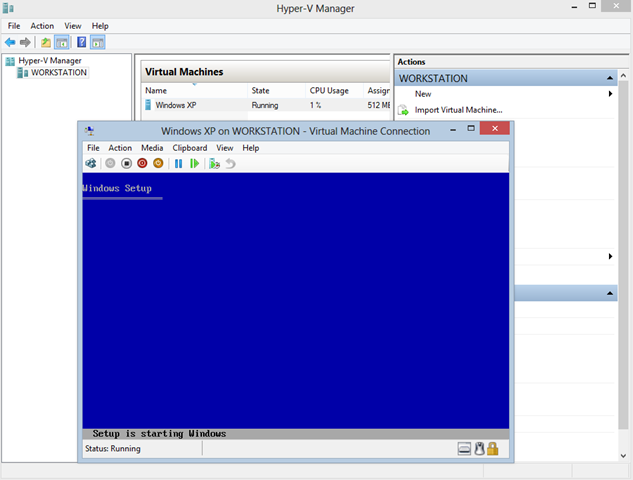 Hyper-V Manager
File Action View Help
Hyper-V Manager
WORKSTATION
Virtual Machines
Name State CPU Usage Assign
Windows XP Running 1 % 512 MB
Actions
WORKSTATION
New
Import Virtual Machine...
Windows XP on WORKSTATION - Virtual Machine Connection
File Action Media Clipboard View Help
Windows Setup
Setup is starting Windows
Status: Running